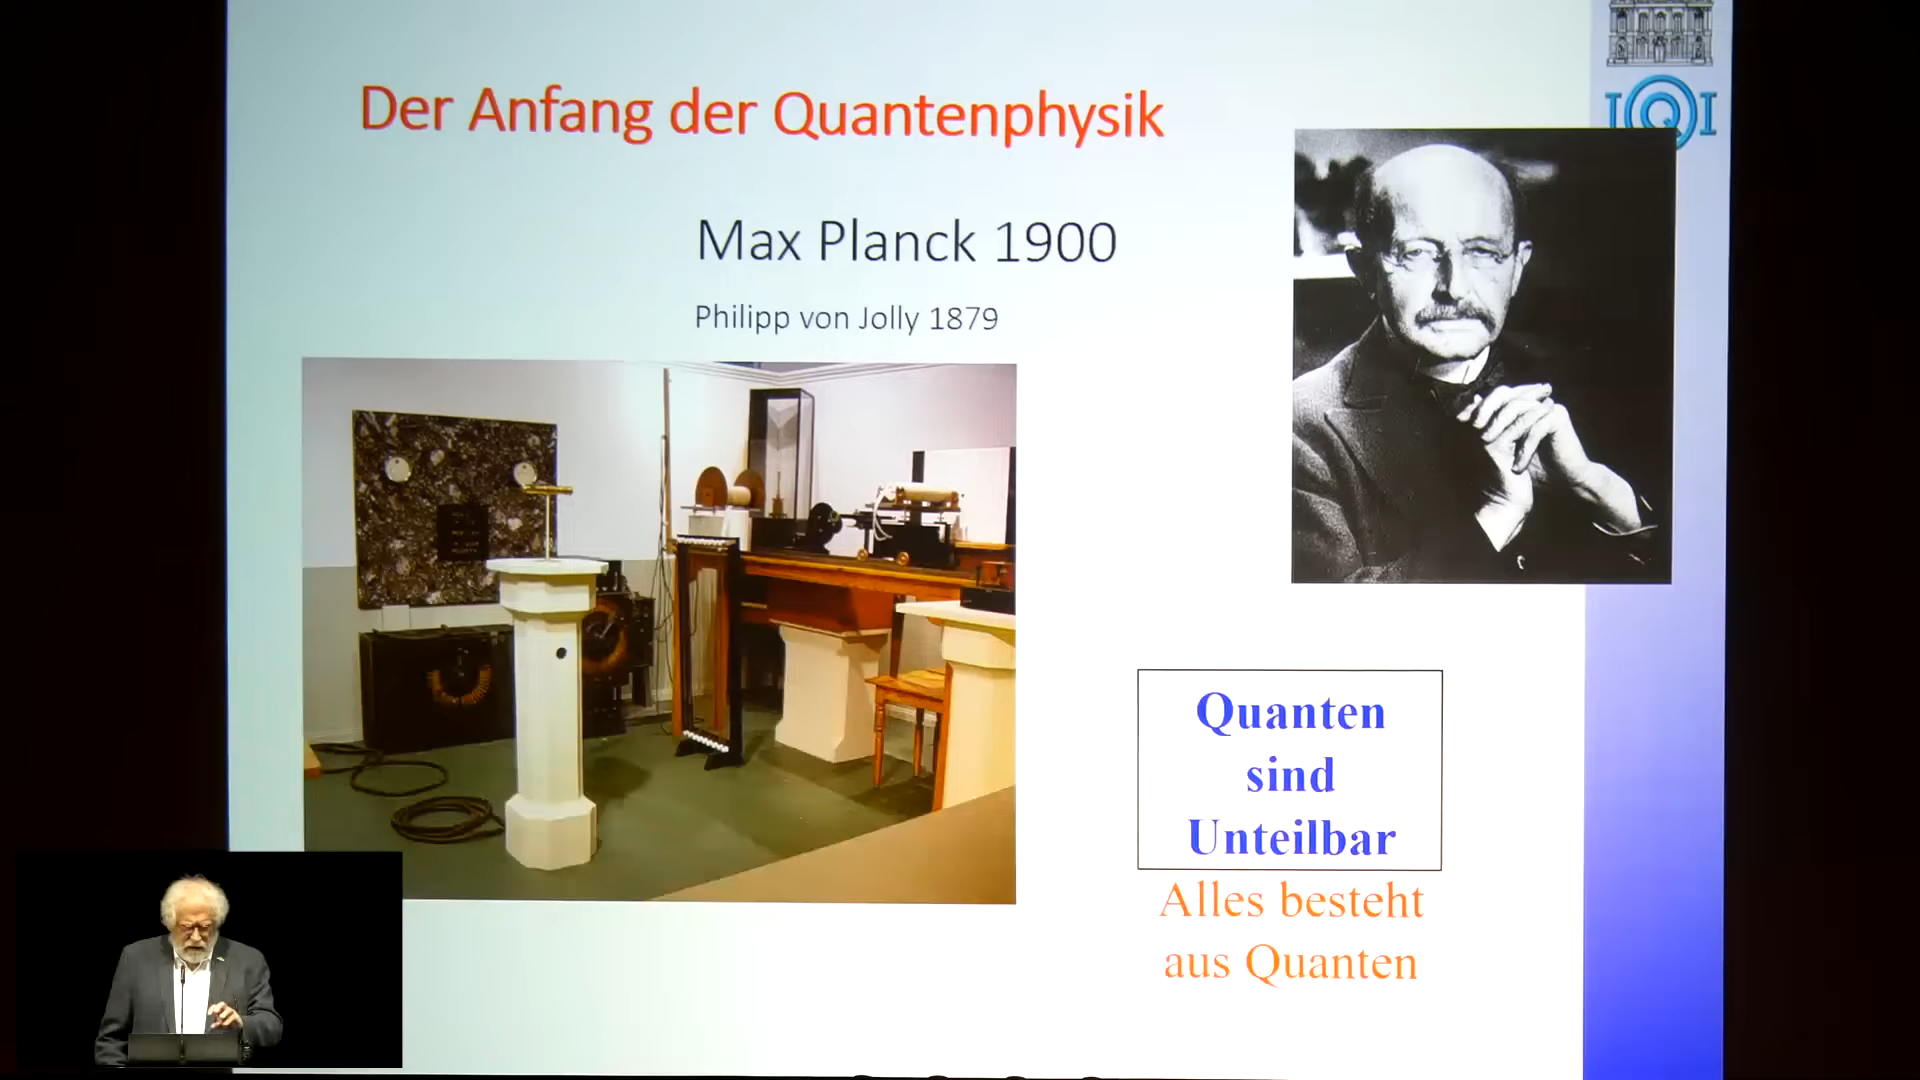 Der Anfang der Quantenphysik
IQI
Max Planck 1900
Philipp von Jolly 1879
Quanten
sind
Unteilbar
Alles besteht
aus Quanten